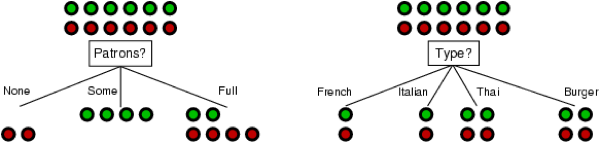 Patrons?
None
Some
Full
Type?
French
Italian
Thai
Burger